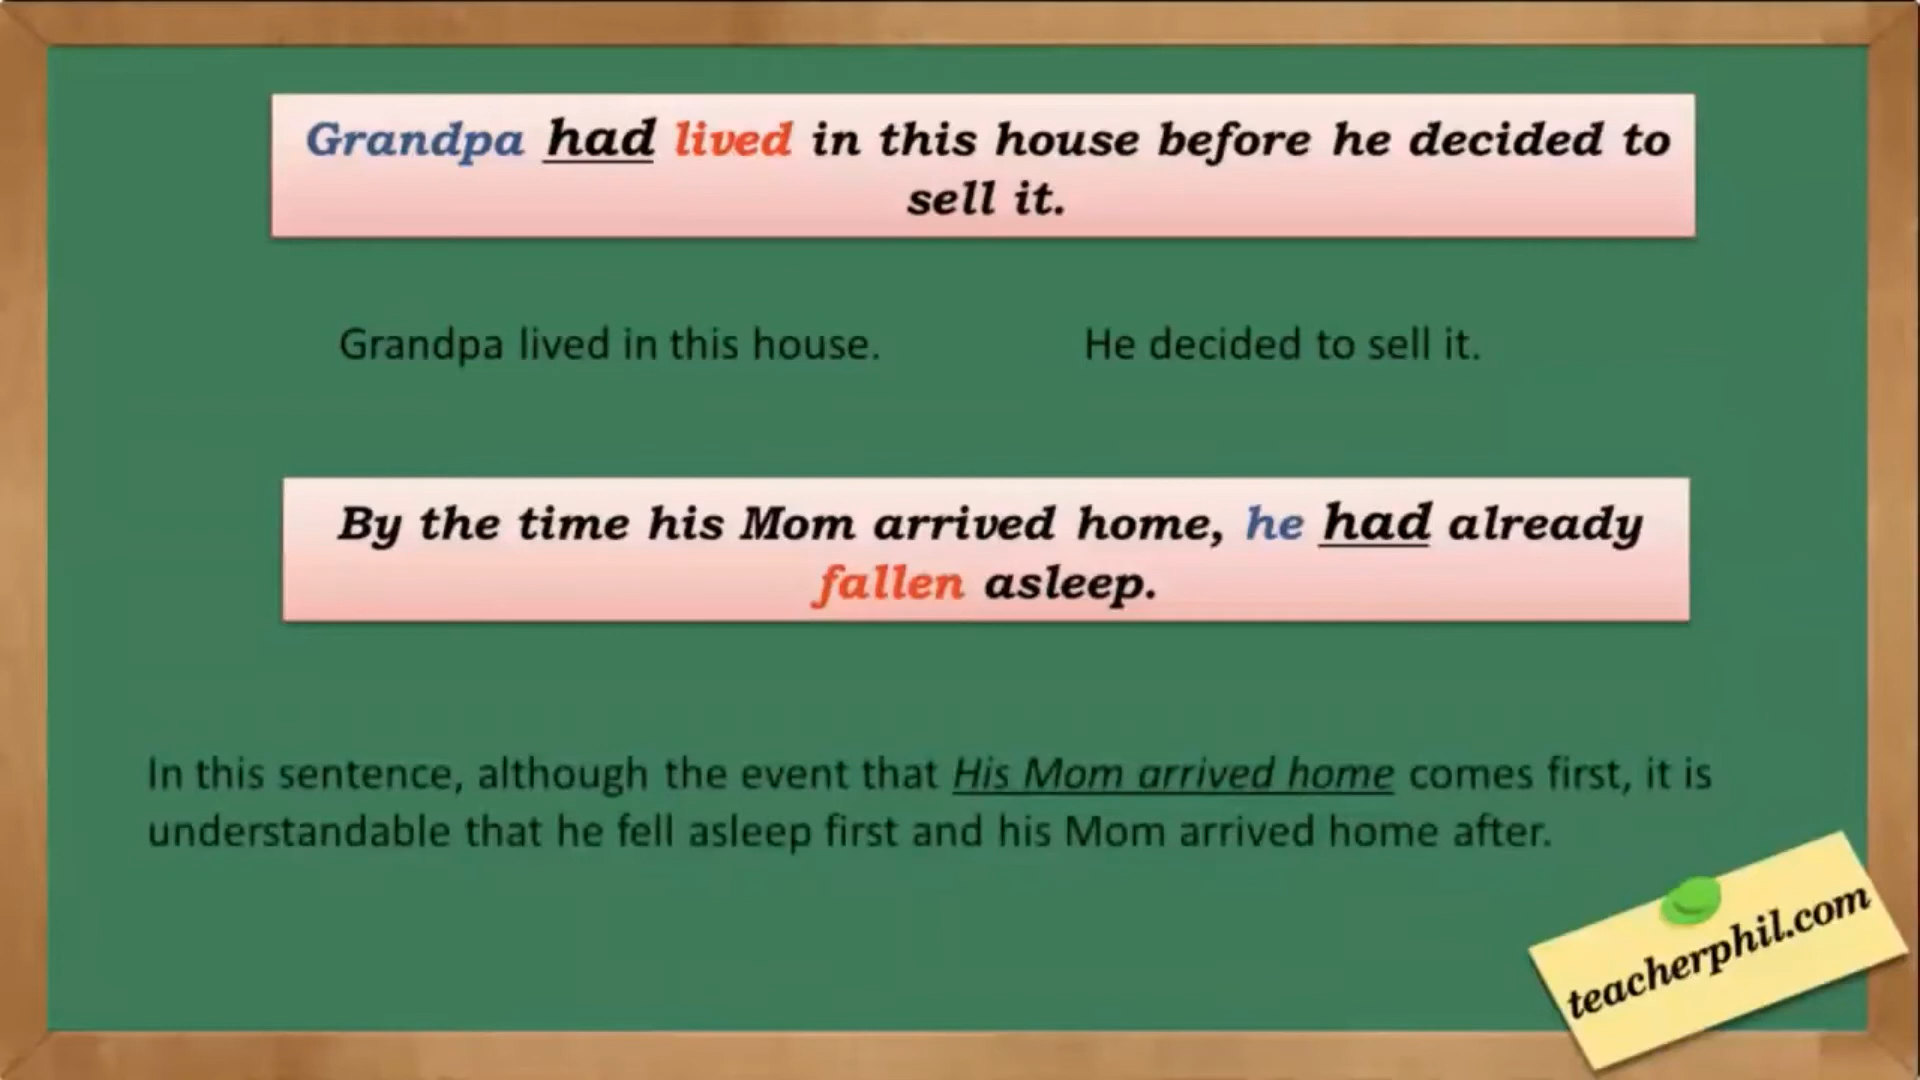 Grandpa had lived in this house before he decided to
sell it.
Grandpa lived in this house.
He decided to sell it.
By the time his Mom arrived home, he had already
fallen asleep.
In this sentence, although the event that His Mom arrived home comes first, it is
understandable that he fell asleep first and his Mom arrived home after.
teacherphil.com